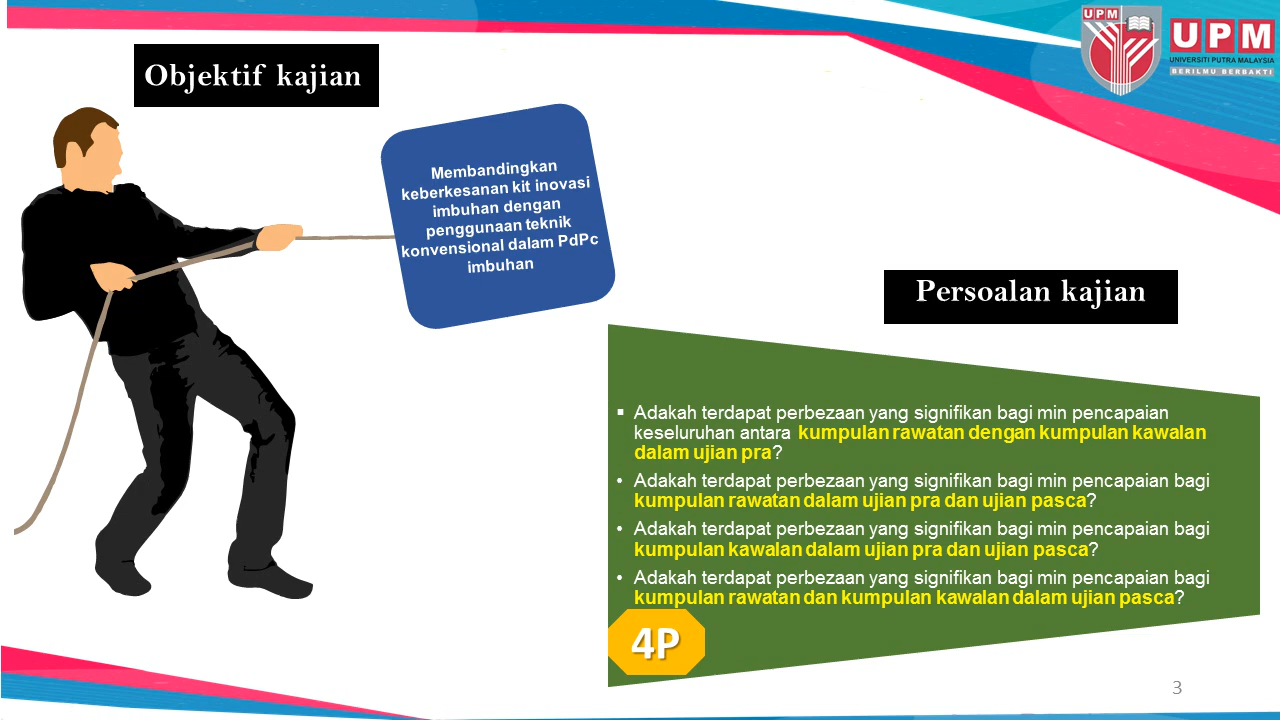 UPM
UPM
UNIVERSITI PUTRA MALAYSIA
BERILMU BERBAKTI
Objektif kajian
Membandingkan
keberkesanan kit inovasi
imbuhan dengan
penggunaan teknik
konvensional dalam PdPc
imbuhan
Persoalan kajian
▪ Adakah terdapat perbezaan yang signifikan bagi min pencapaian
keseluruhan antara kumpulan rawatan dengan kumpulan kawalan
dalam ujian pra?
• Adakah terdapat perbezaan yang signifikan bagi min pencapaian bagi
kumpulan rawatan dalam ujian pra dan ujian pasca?
• Adakah terdapat perbezaan yang signifikan bagi min pencapaian bagi
kumpulan kawalan dalam ujian pra dan ujian pasca?
• Adakah terdapat perbezaan yang signifikan bagi min pencapaian bagi
kumpulan rawatan dan kumpulan kawalan dalam ujian pasca?
4P
3